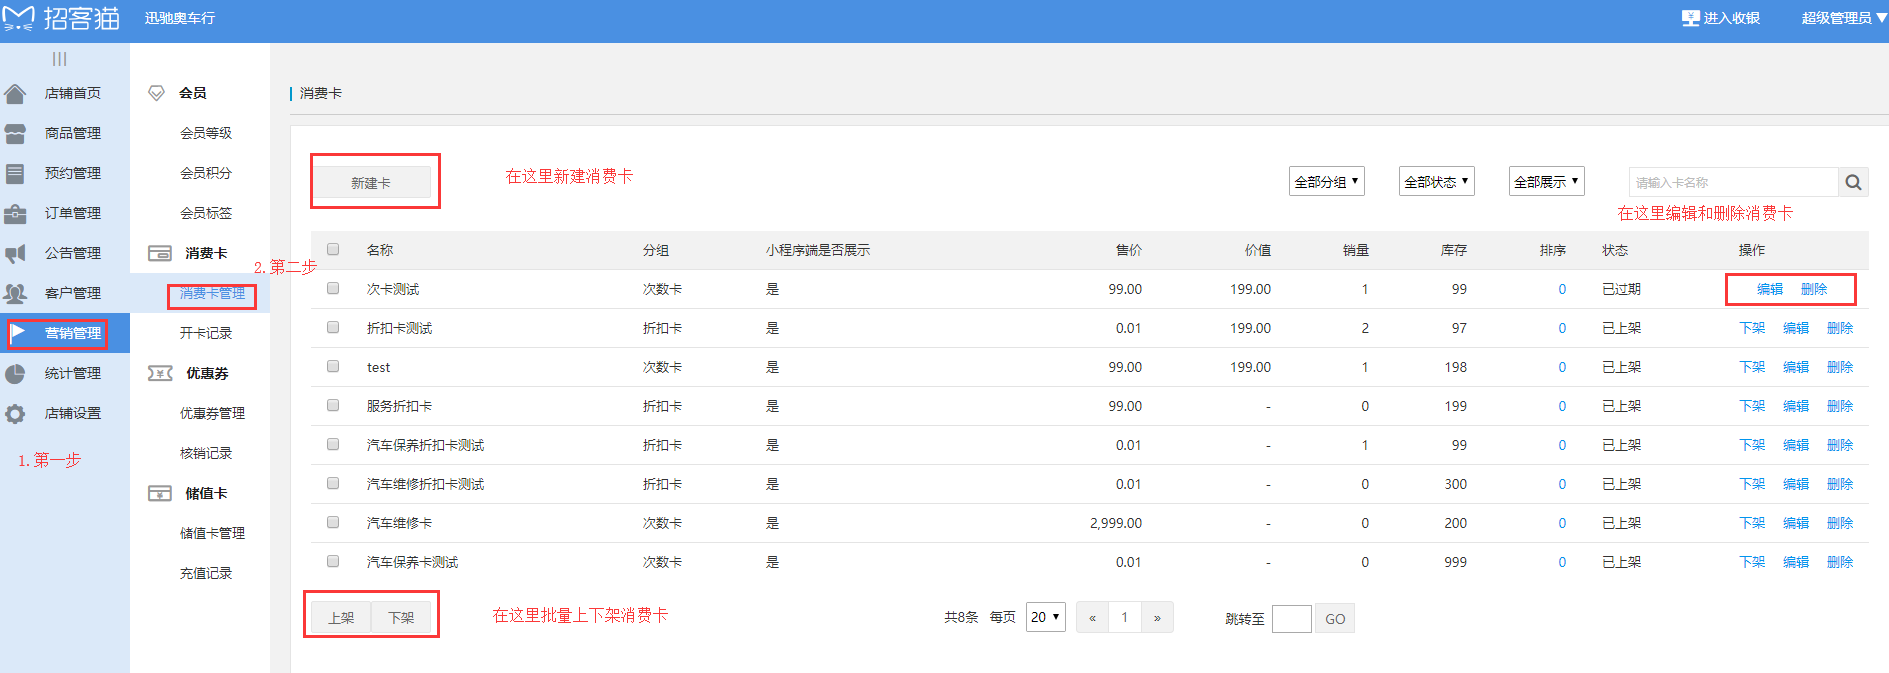 招客猫 迅驰奥车行 进入收银 超级管理员 ▼
店铺首页
商品管理
预约管理
订单管理
公告管理
客户管理
营销管理
统计管理
店铺设置
1.第一步
会员
会员等级
会员积分
会员标签
消费卡
2.第二步
消费卡管理
开卡记录
优惠券
优惠券管理
核销记录
储值卡
储值卡管理
充值记录
消费卡
新建卡 在这里新建消费卡 全部分组 全部状态 全部展示 请输入卡名称
在这里编辑和删除消费卡
名称 分组 小程序端是否展示 售价 价值 销量 库存 排序 状态 操作
次卡测试 次数卡 是 99.00 199.00 1 99 0 已过期 编辑 删除
折扣卡测试 折扣卡 是 0.01 199.00 2 97 0 已上架 下架 编辑 删除
test 次数卡 是 99.00 199.00 1 198 0 已上架 下架 编辑 删除
服务折扣卡 折扣卡 是 99.00 - 0 199 0 已上架 下架 编辑 删除
汽车保养折扣卡测试 折扣卡 是 0.01 - 1 99 0 已上架 下架 编辑 删除
汽车维修折扣卡测试 折扣卡 是 0.01 - 0 300 0 已上架 下架 编辑 删除
汽车维修卡 次数卡 是 2,999.00 - 0 200 0 已上架 下架 编辑 删除
汽车保养卡测试 次数卡 是 0.01 - 0 999 0 已上架 下架 编辑 删除
上架 下架 在这里批量上下架消费卡 共8条 每页 20 « 1 » 跳转至 GO